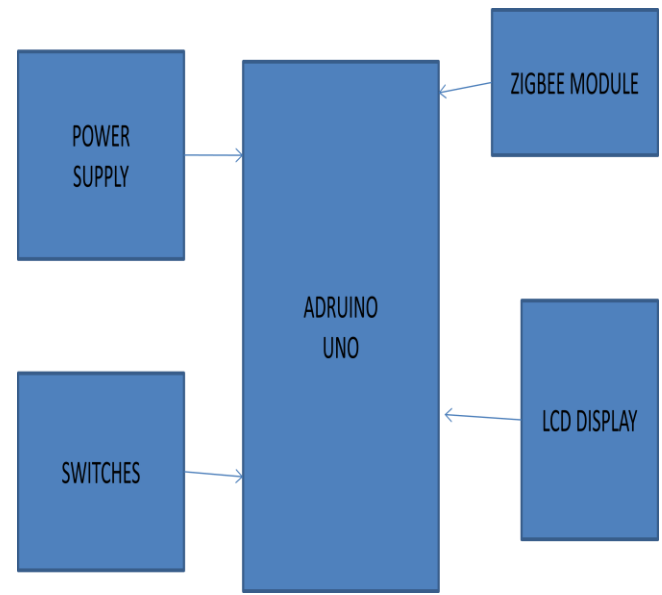 POWER
SUPPLY
ZIGBEE MODULE
ADRUINO
UNO
SWITCHES
LCD DISPLAY